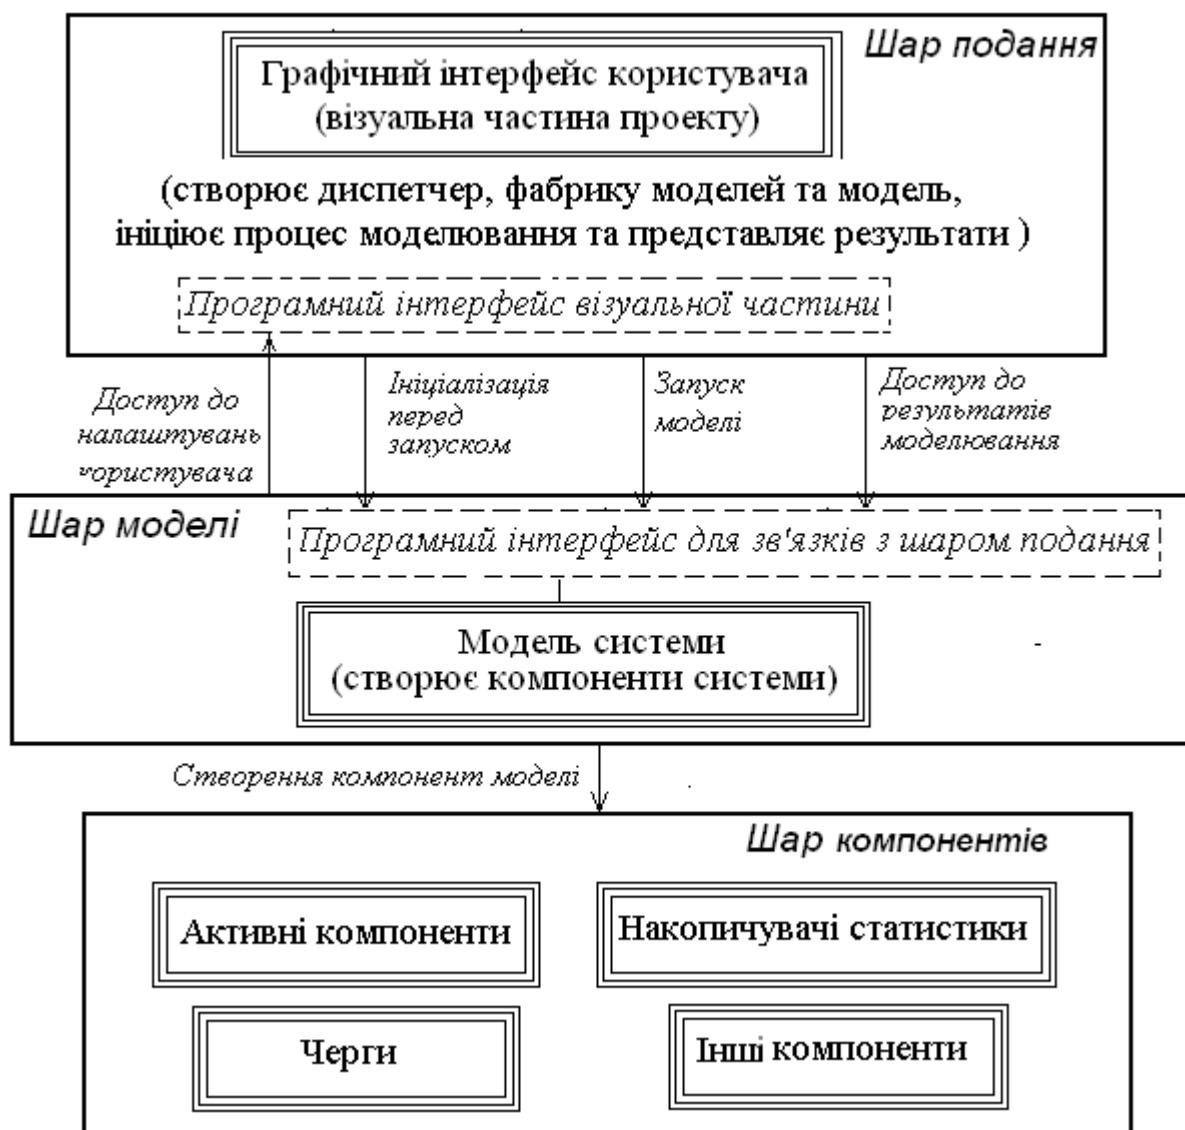 Шар подання
Графічний інтерфейс користувача
(візуальна частина проекту)
(створює диспетчер, фабрику моделей та модель,
ініціює процес моделювання та представляє результати )
Програмний інтерфейс візуальної частини
Доступ до
налаштувань
користувача
Ініціалізація
перед
запуском
Запуск
моделі
Доступ до
результатів
моделювання
Шар моделі
Програмний інтерфейс для зв'язків з шаром подання
Модель системи
(створює компоненти системи)
Створення компонент моделі
Шар компонентів
Активні компоненти
Накопичувачі статистики
Черги
Інші компоненти